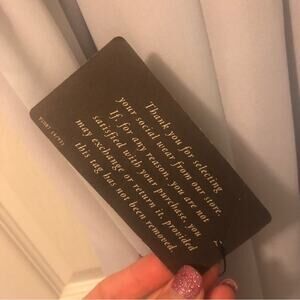 Thank you for selecting
your social wear from our store.
If, for any reason, you are not
satisfied with your purchase, you
may exchange or return it, provided
this tag has not been removed.